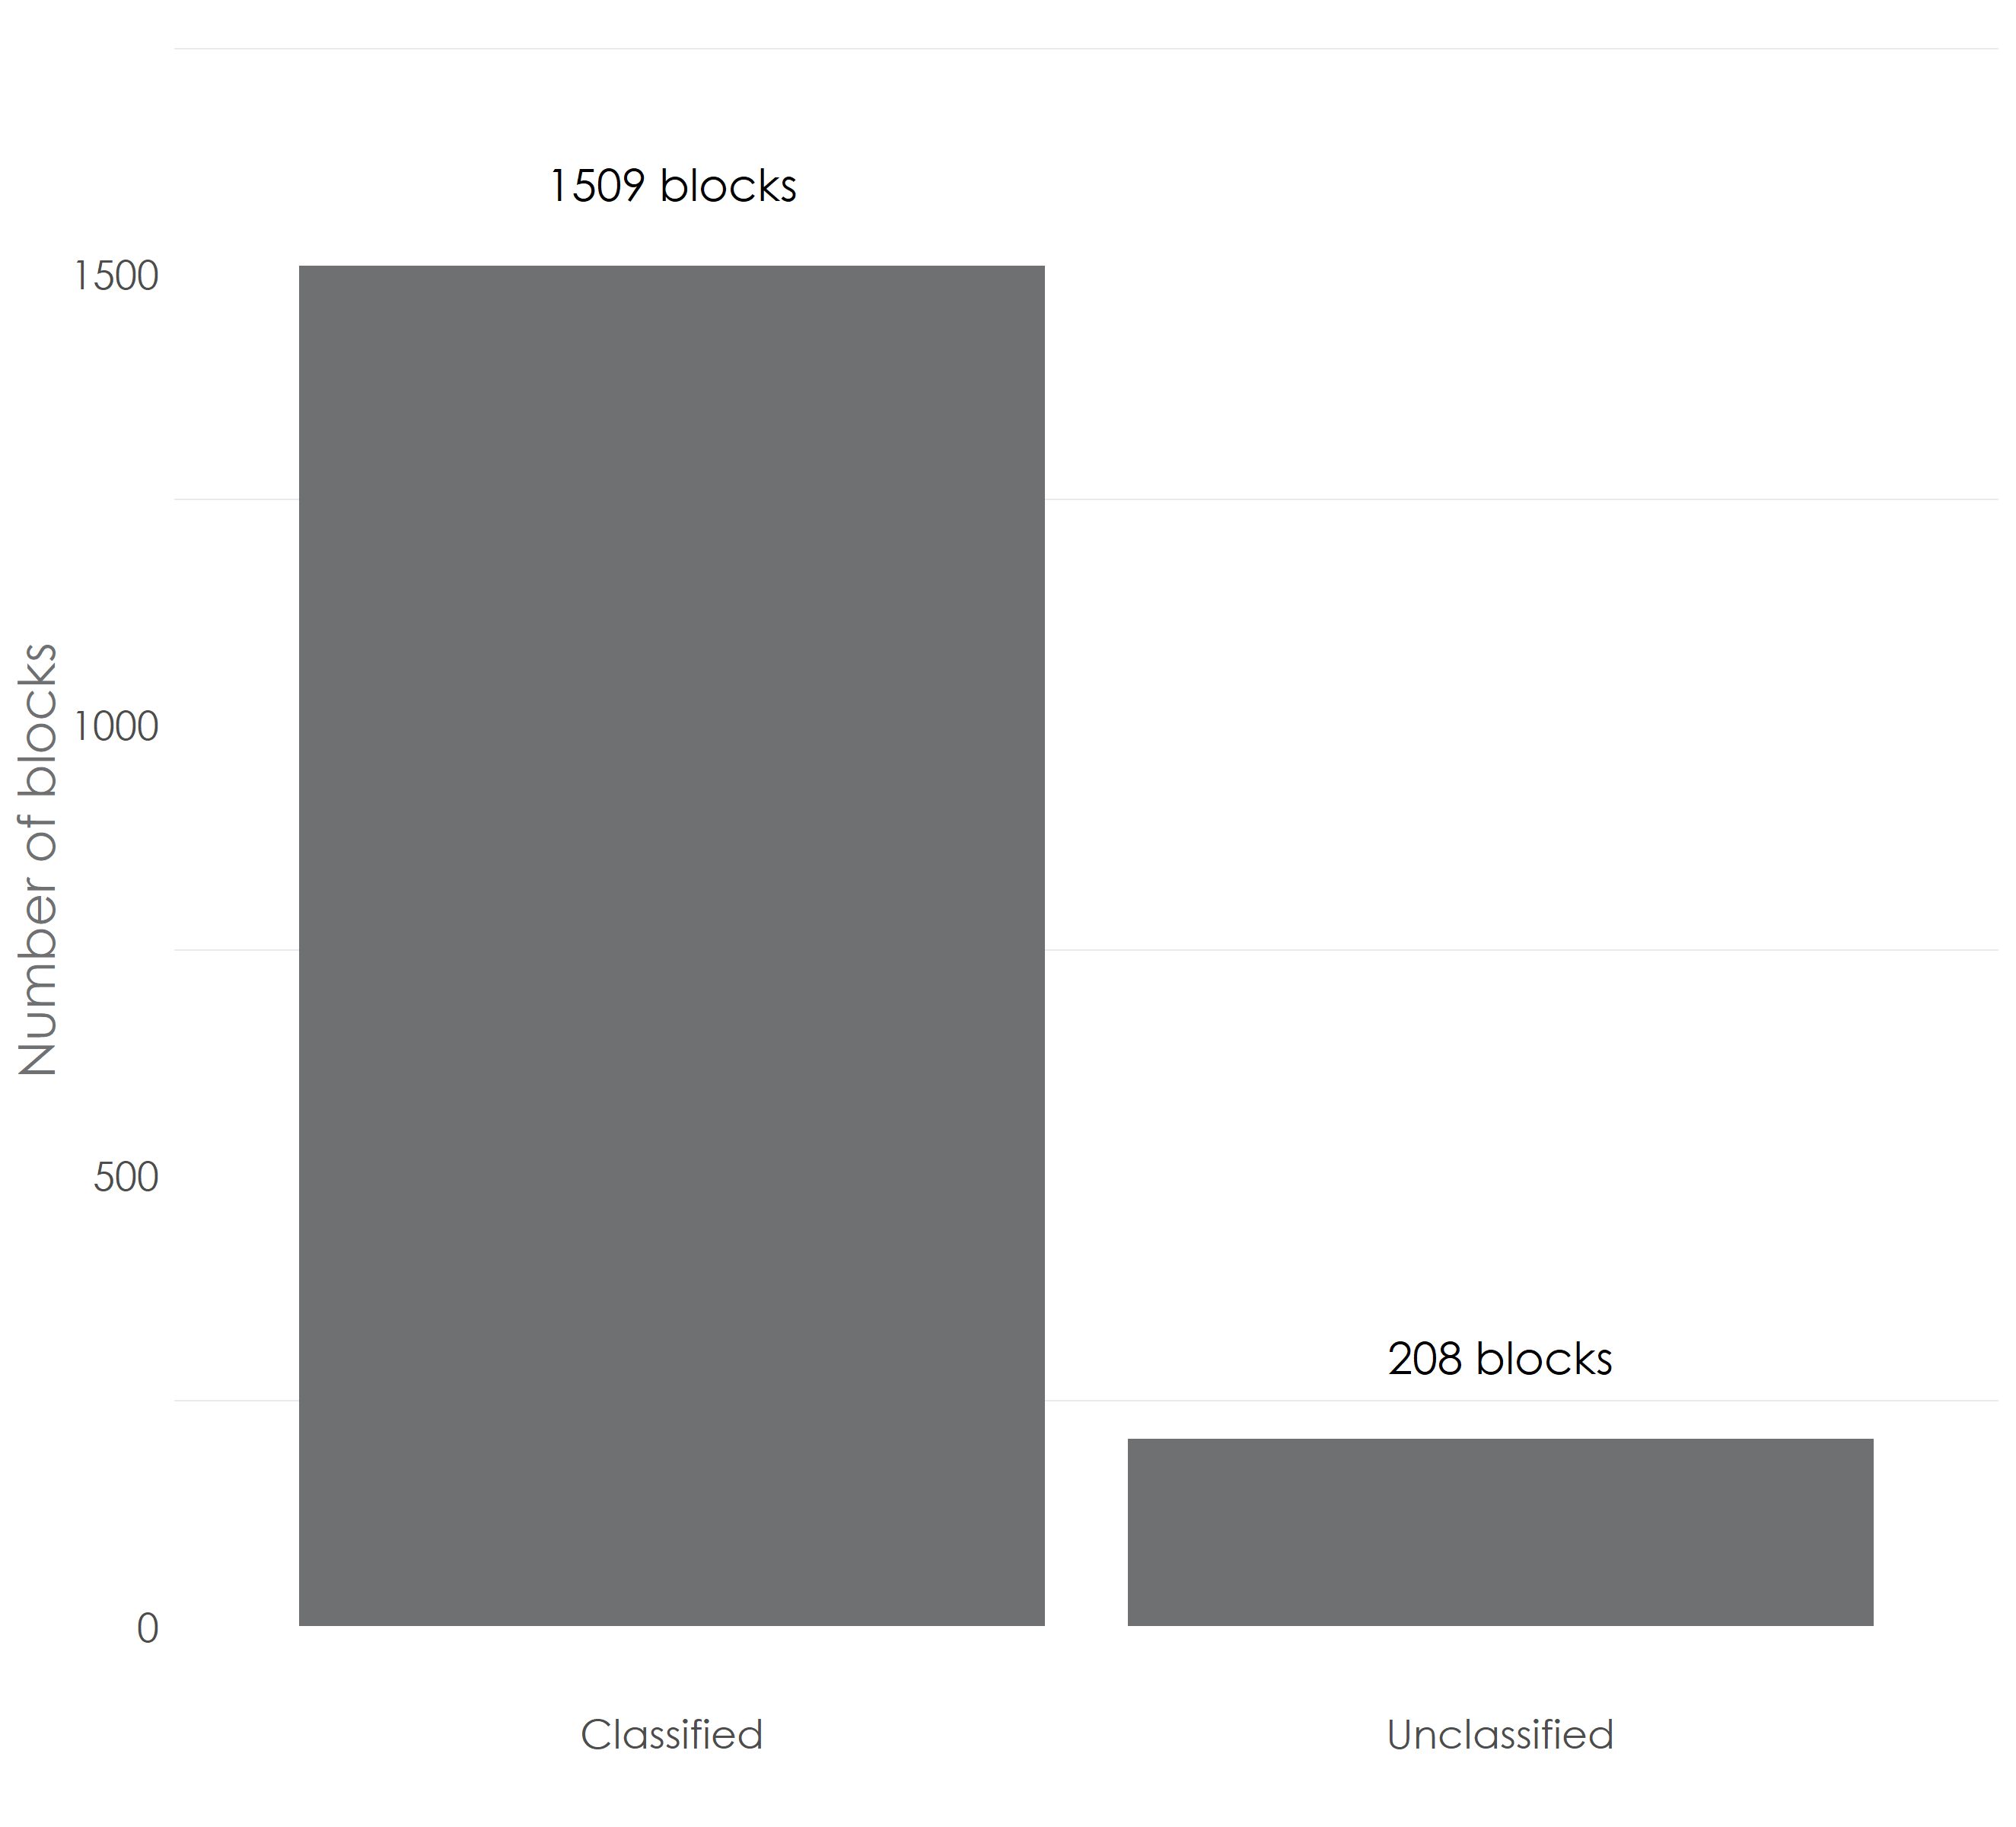 1509 blocks
1500
1000
Number of blocks
500
208 blocks
0
Classified
Unclassified